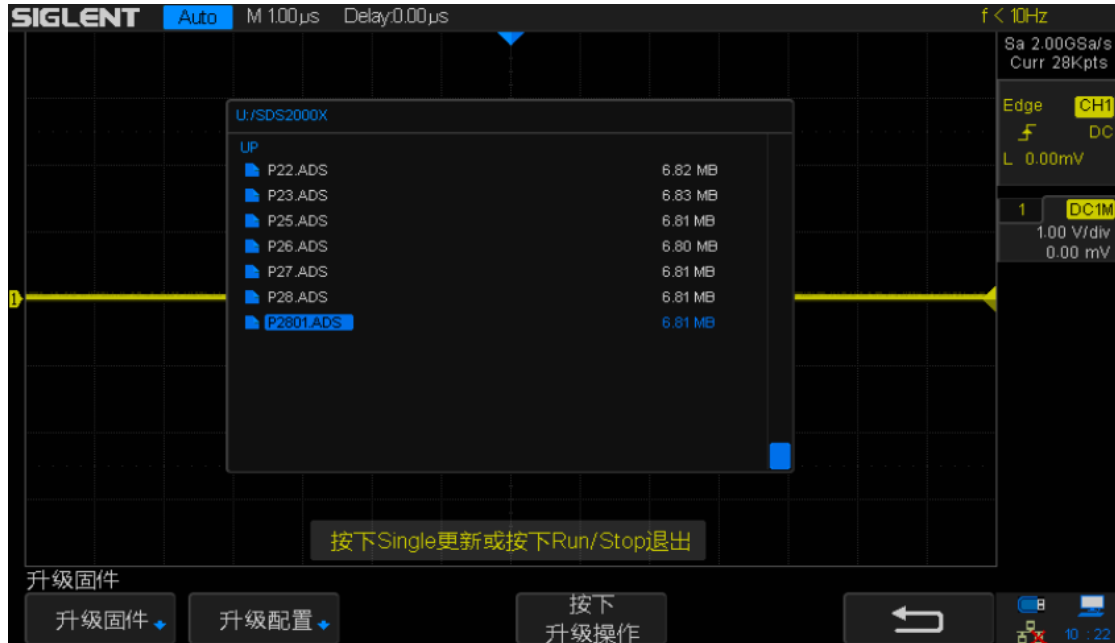 SIGLENT Auto M 1.00µs Delay:0.00µs f < 10Hz
Sa 2.00GSa/s
Curr 28Kpts
Edge CH1
DC
L 0.00mV
1 DC1M
1.00 V/div
0.00 mV
U:/SDS2000X
UP
P22.ADS 6.82 MB
P23.ADS 6.83 MB
P25.ADS 6.81 MB
P26.ADS 6.80 MB
P27.ADS 6.81 MB
P28.ADS 6.81 MB
P2801.ADS 6.81 MB
1
按下Single更新或按下Run/Stop退出
升级固件
升级固件 升级配置 按下
升级操作
10 : 22